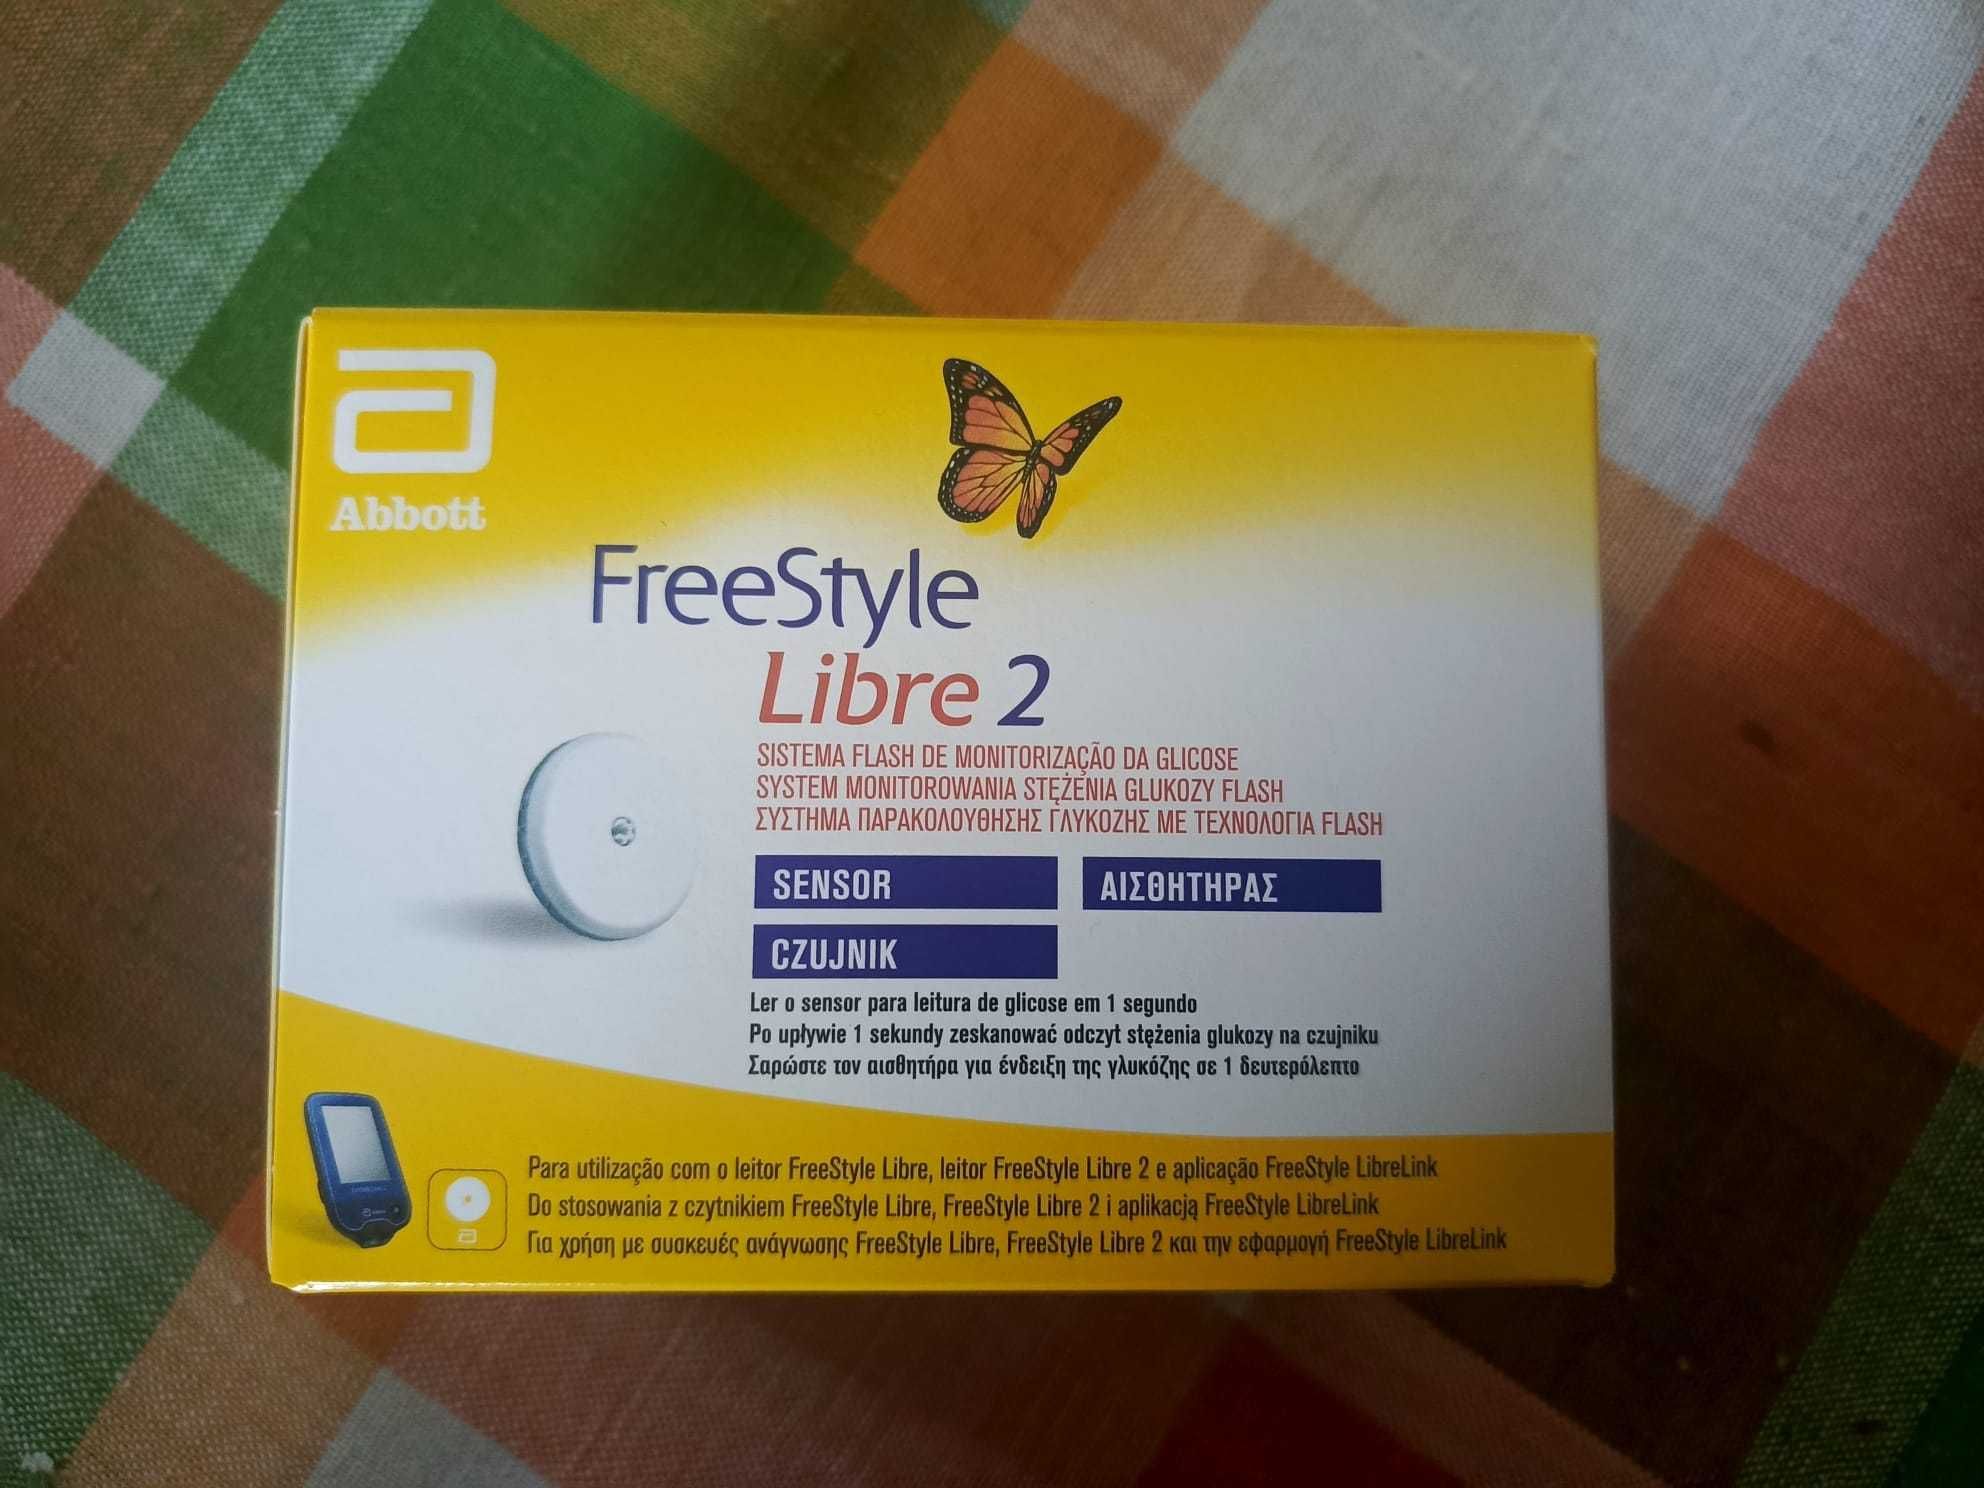 Abbott
FreeStyle
Libre 2
SISTEMA FLASH DE MONITORIZAÇÃO DA GLICOSE
SYSTEM MONITOROWANIA STĘŻENIA GLUKOZY FLASH
ΣΥΣΤΗΜΑ ΠΑΡΑΚΟΛΟΥΘΗΣΗΣ ΓΛΥΚΟΖΗΣ ΜΕ ΤΕΧΝΟΛΟΓΙΑ FLASH
SENSOR
ΑΙΣΘΗΤΗΡΑΣ
CZUJNIK
Ler o sensor para leitura de glicose em 1 segundo
Po upływie 1 sekundy zeskanować odczyt stężenia glukozy na czujniku
Σαρώστε τον αισθητήρα για ένδειξη της γλυκόζης σε 1 δευτερόλεπτο
Para utilização com o leitor FreeStyle Libre, leitor FreeStyle Libre 2 e aplicação FreeStyle LibreLink
Do stosowania z czytnikiem FreeStyle Libre, FreeStyle Libre 2 i aplikacją FreeStyle LibreLink
Για χρήση με συσκευές ανάγνωσης FreeStyle Libre, FreeStyle Libre 2 και την εφαρμογή FreeStyle LibreLink